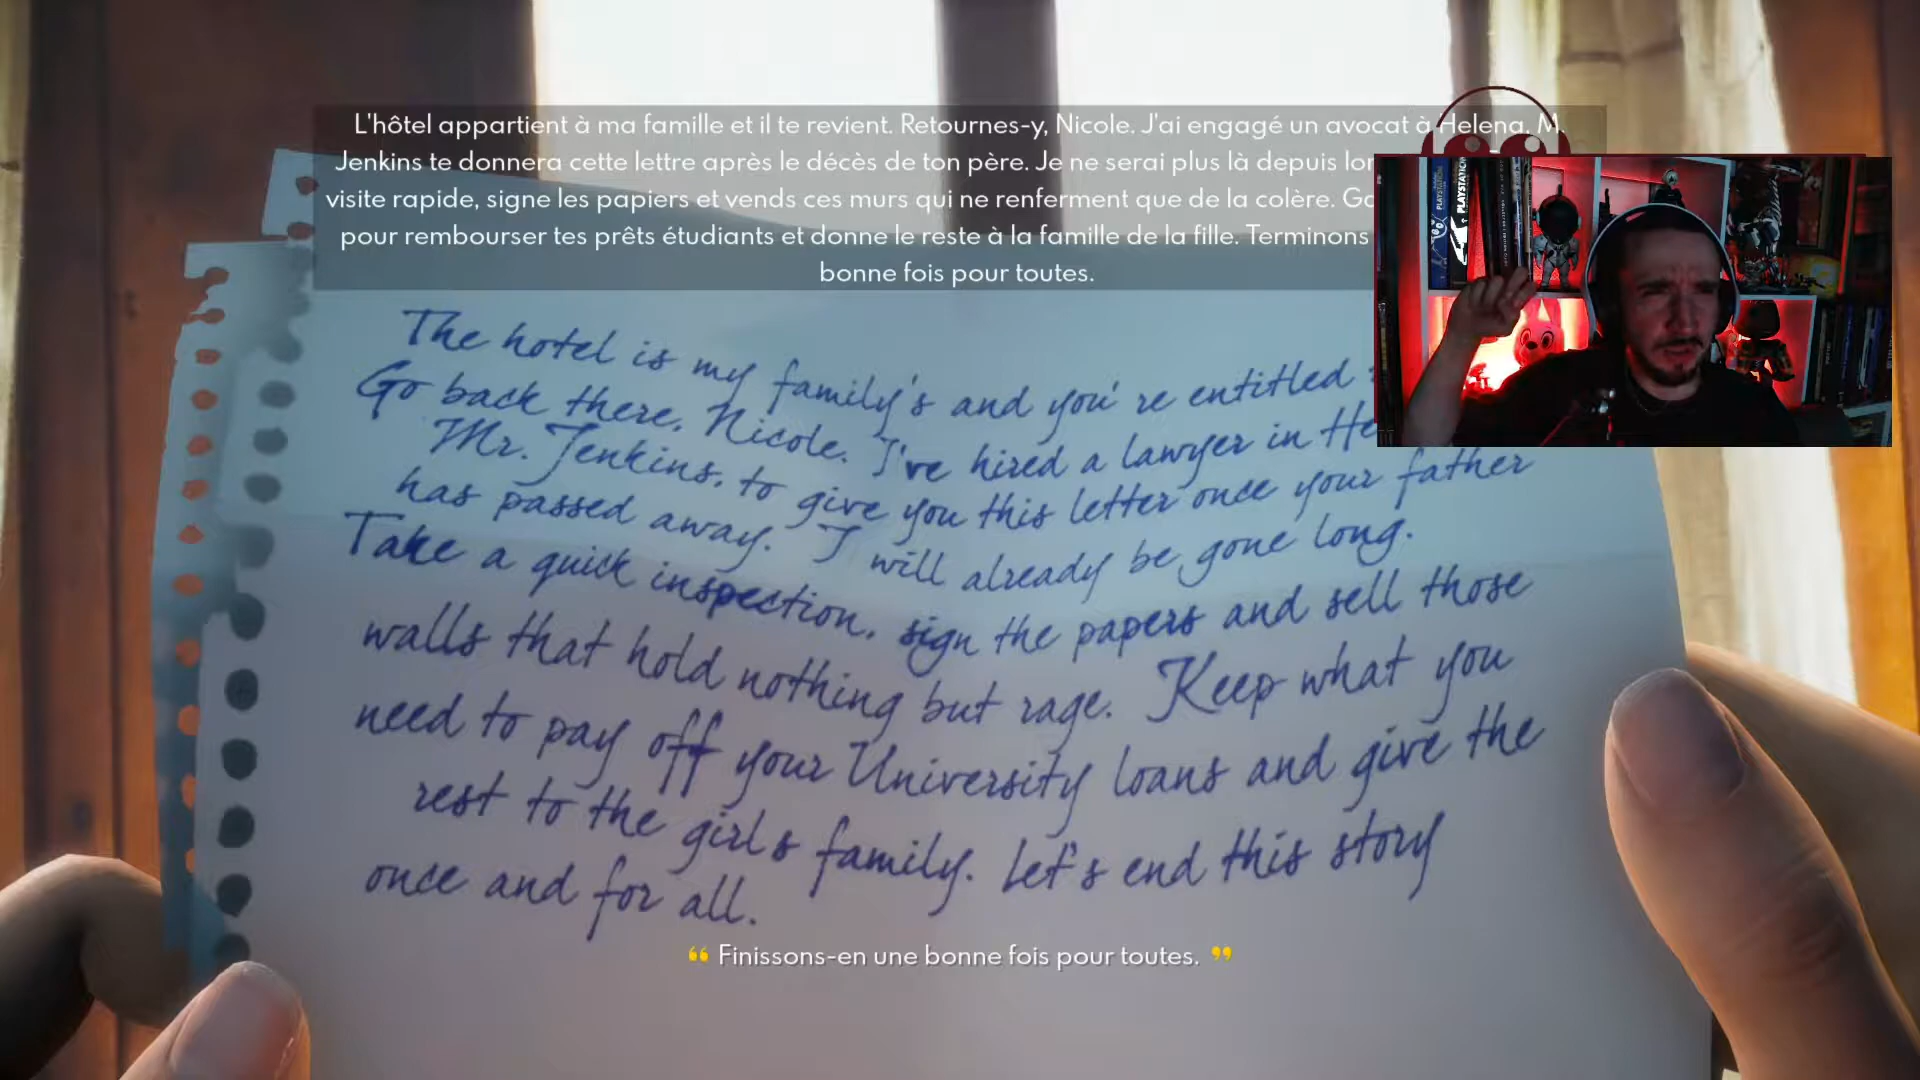 L'hôtel appartient à ma famille et il te revient. Retournes-y, Nicole. J'ai engagé un avocat à Helena. M.
Jenkins te donnera cette lettre après le décès de ton père. Je ne serai plus là depuis
visite rapide, signe les papiers et vends ces murs qui ne renferment que de la colère.
pour rembourser tes prêts étudiants et donne le reste à la famille de la fille. Terminons
bonne fois pour toutes.
The hotel is my family's and you're entitled
Go back there, Nicole. I've hired a lawyer in
Mr. Jenkins, to give you this letter once your father
has passed away. I will already be gone long.
Take a quick inspection, sign the papers and sell those
walls that hold nothing but rage. Keep what you
need to pay off your University loans and give the
rest to the girls family. Let's end this story
once and for all.
“ Finissons-en une bonne fois pour toutes. ”
PLAYSTATION
PLAYSTATION